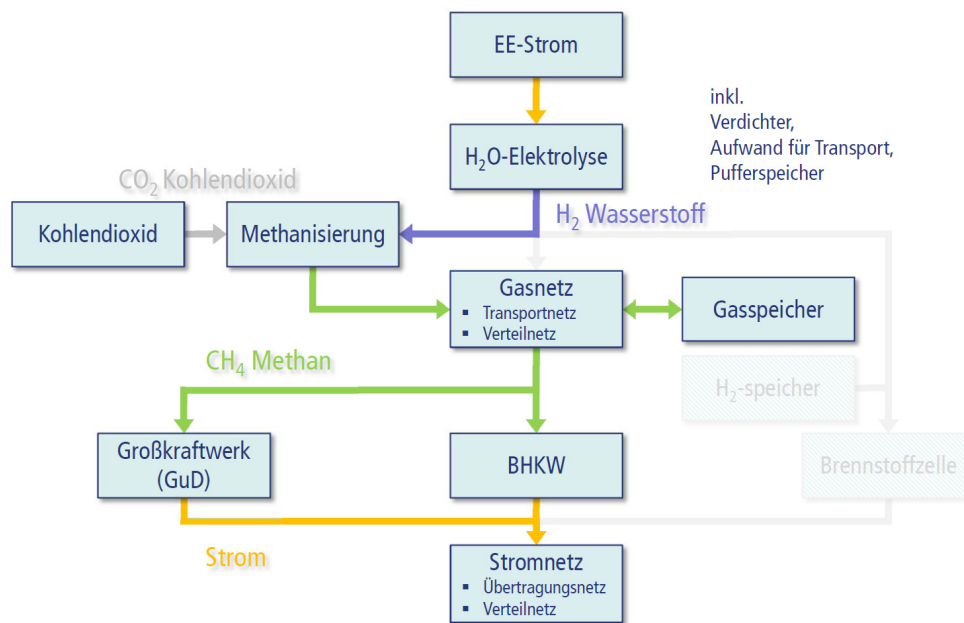 EE-Strom
inkl.
Verdichter,
Aufwand für Transport,
Pufferspeicher
H₂O-Elektrolyse
CO₂ Kohlendioxid
H₂ Wasserstoff
Kohlendioxid
Methanisierung
Gasnetz
▪ Transportnetz
▪ Verteilnetz
Gasspeicher
CH₄ Methan
H₂-speicher
Großkraftwerk
(GuD)
BHKW
Brennstoffzelle
Strom
Stromnetz
▪ Übertragungsnetz
▪ Verteilnetz